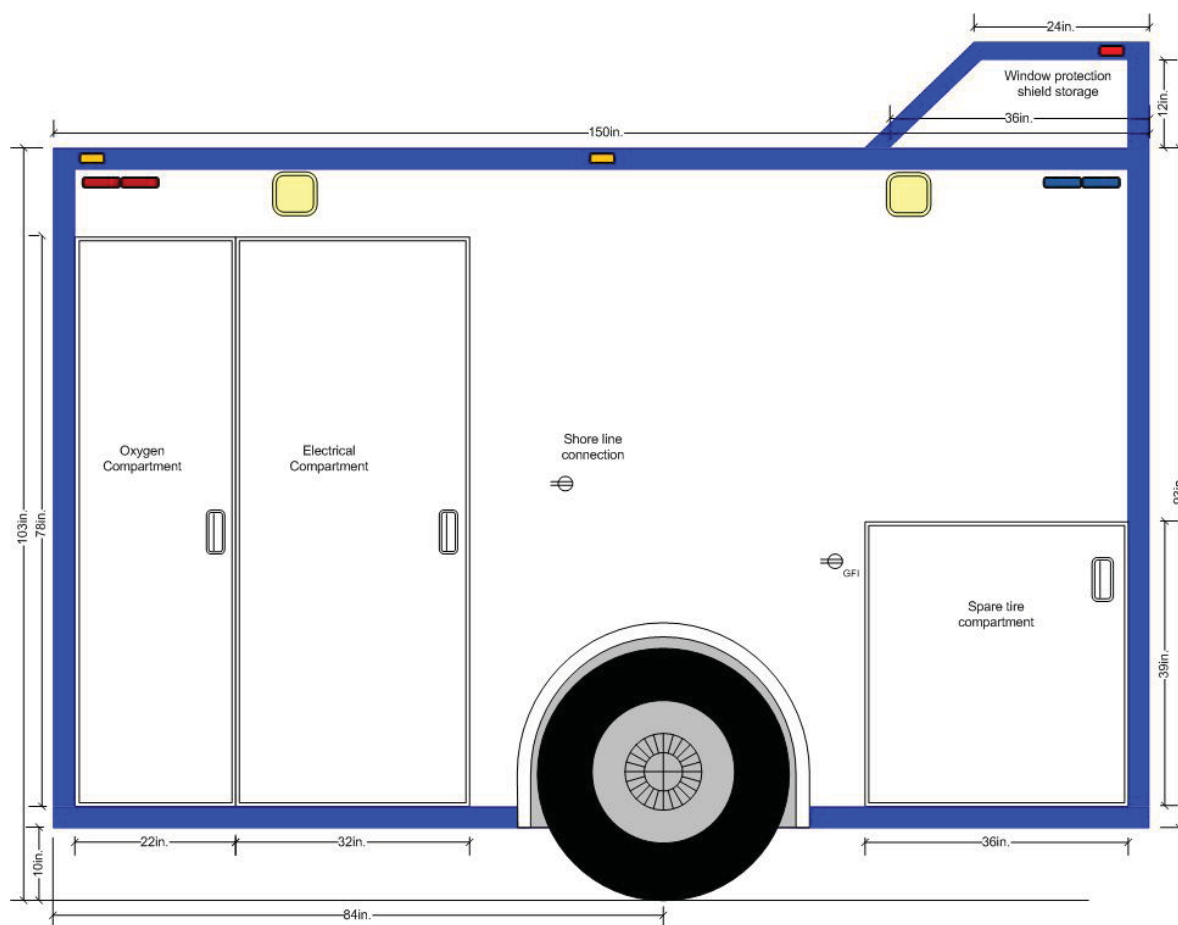 24in.
Window protection
shield storage
12in.
36in.
150in.
Oxygen
Compartment
Electrical
Compartment
Shore line
connection
103in.
78in.
93in.
GFI
Spare tire
compartment
39in.
22in.
32in.
36in.
10in.
84in.